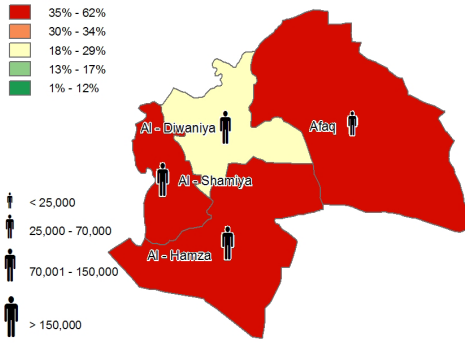 35% - 62%
30% - 34%
18% - 29%
13% - 17%
1% - 12%
Afaq
Al - Diwaniya
Al - Shamiya
Al - Hamza
< 25,000
25,000 - 70,000
70,001 - 150,000
> 150,000